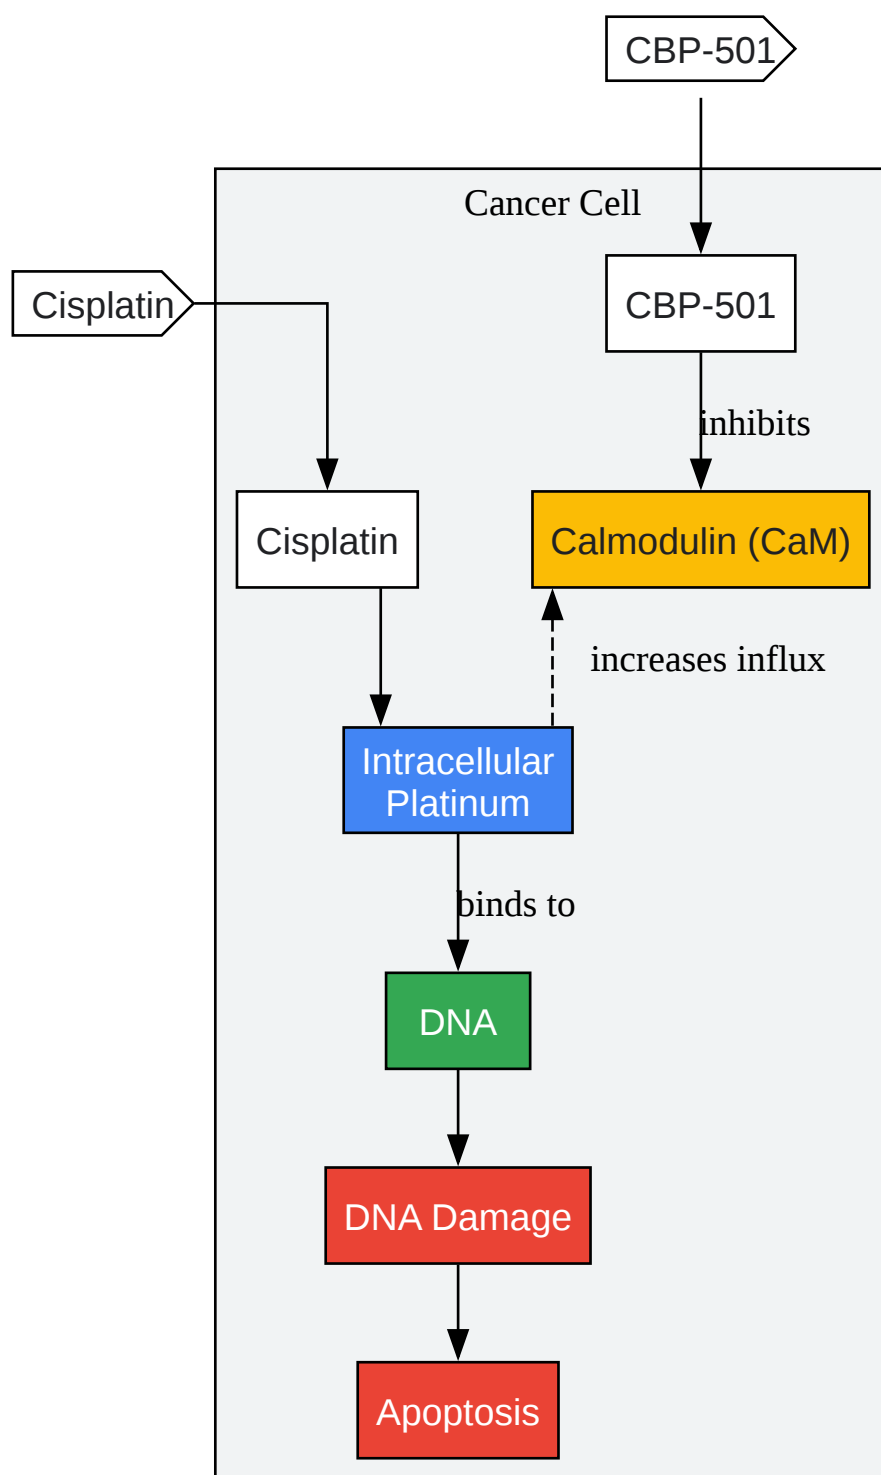 CBP-501
Cancer Cell
Cisplatin
CBP-501
inhibits
Cisplatin
Calmodulin (CaM)
increases influx
Intracellular
Platinum
binds to
DNA
DNA Damage
Apoptosis